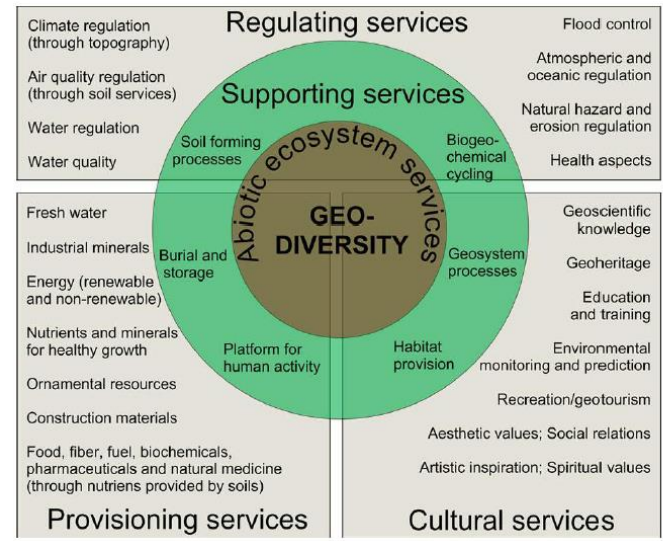 Regulating services
Climate regulation
(through topography)
Air quality regulation
(through soil services)
Water regulation
Water quality
Flood control
Atmospheric and
oceanic regulation
Natural hazard and
erosion regulation
Health aspects
Supporting services
Soil forming
processes
Biogeo-
chemical
cycling
Burial and
storage
Geosystem
processes
Platform for
human activity
Habitat
provision
Abiotic ecosystem services
GEO-
DIVERSITY
Fresh water
Industrial minerals
Energy (renewable
and non-renewable)
Nutrients and minerals
for healthy growth
Ornamental resources
Construction materials
Food, fiber, fuel, biochemicals,
pharmaceuticals and natural medicine
(through nutriens provided by soils)
Provisioning services
Geoscientific
knowledge
Geoheritage
Education
and training
Environmental
monitoring and prediction
Recreation/geotourism
Aesthetic values; Social relations
Artistic inspiration; Spiritual values
Cultural services